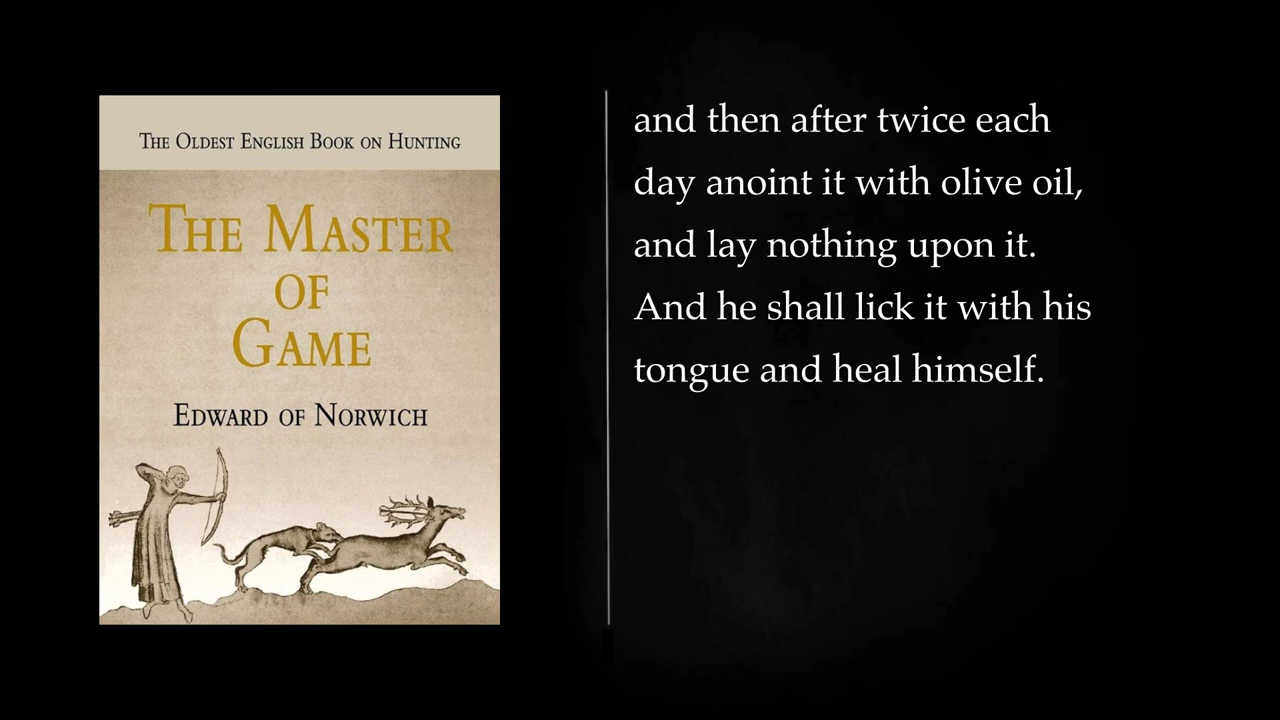 The Oldest English Book on Hunting
The Master
of
Game
Edward of Norwich
and then after twice each
day anoint it with olive oil,
and lay nothing upon it.
And he shall lick it with his
tongue and heal himself.